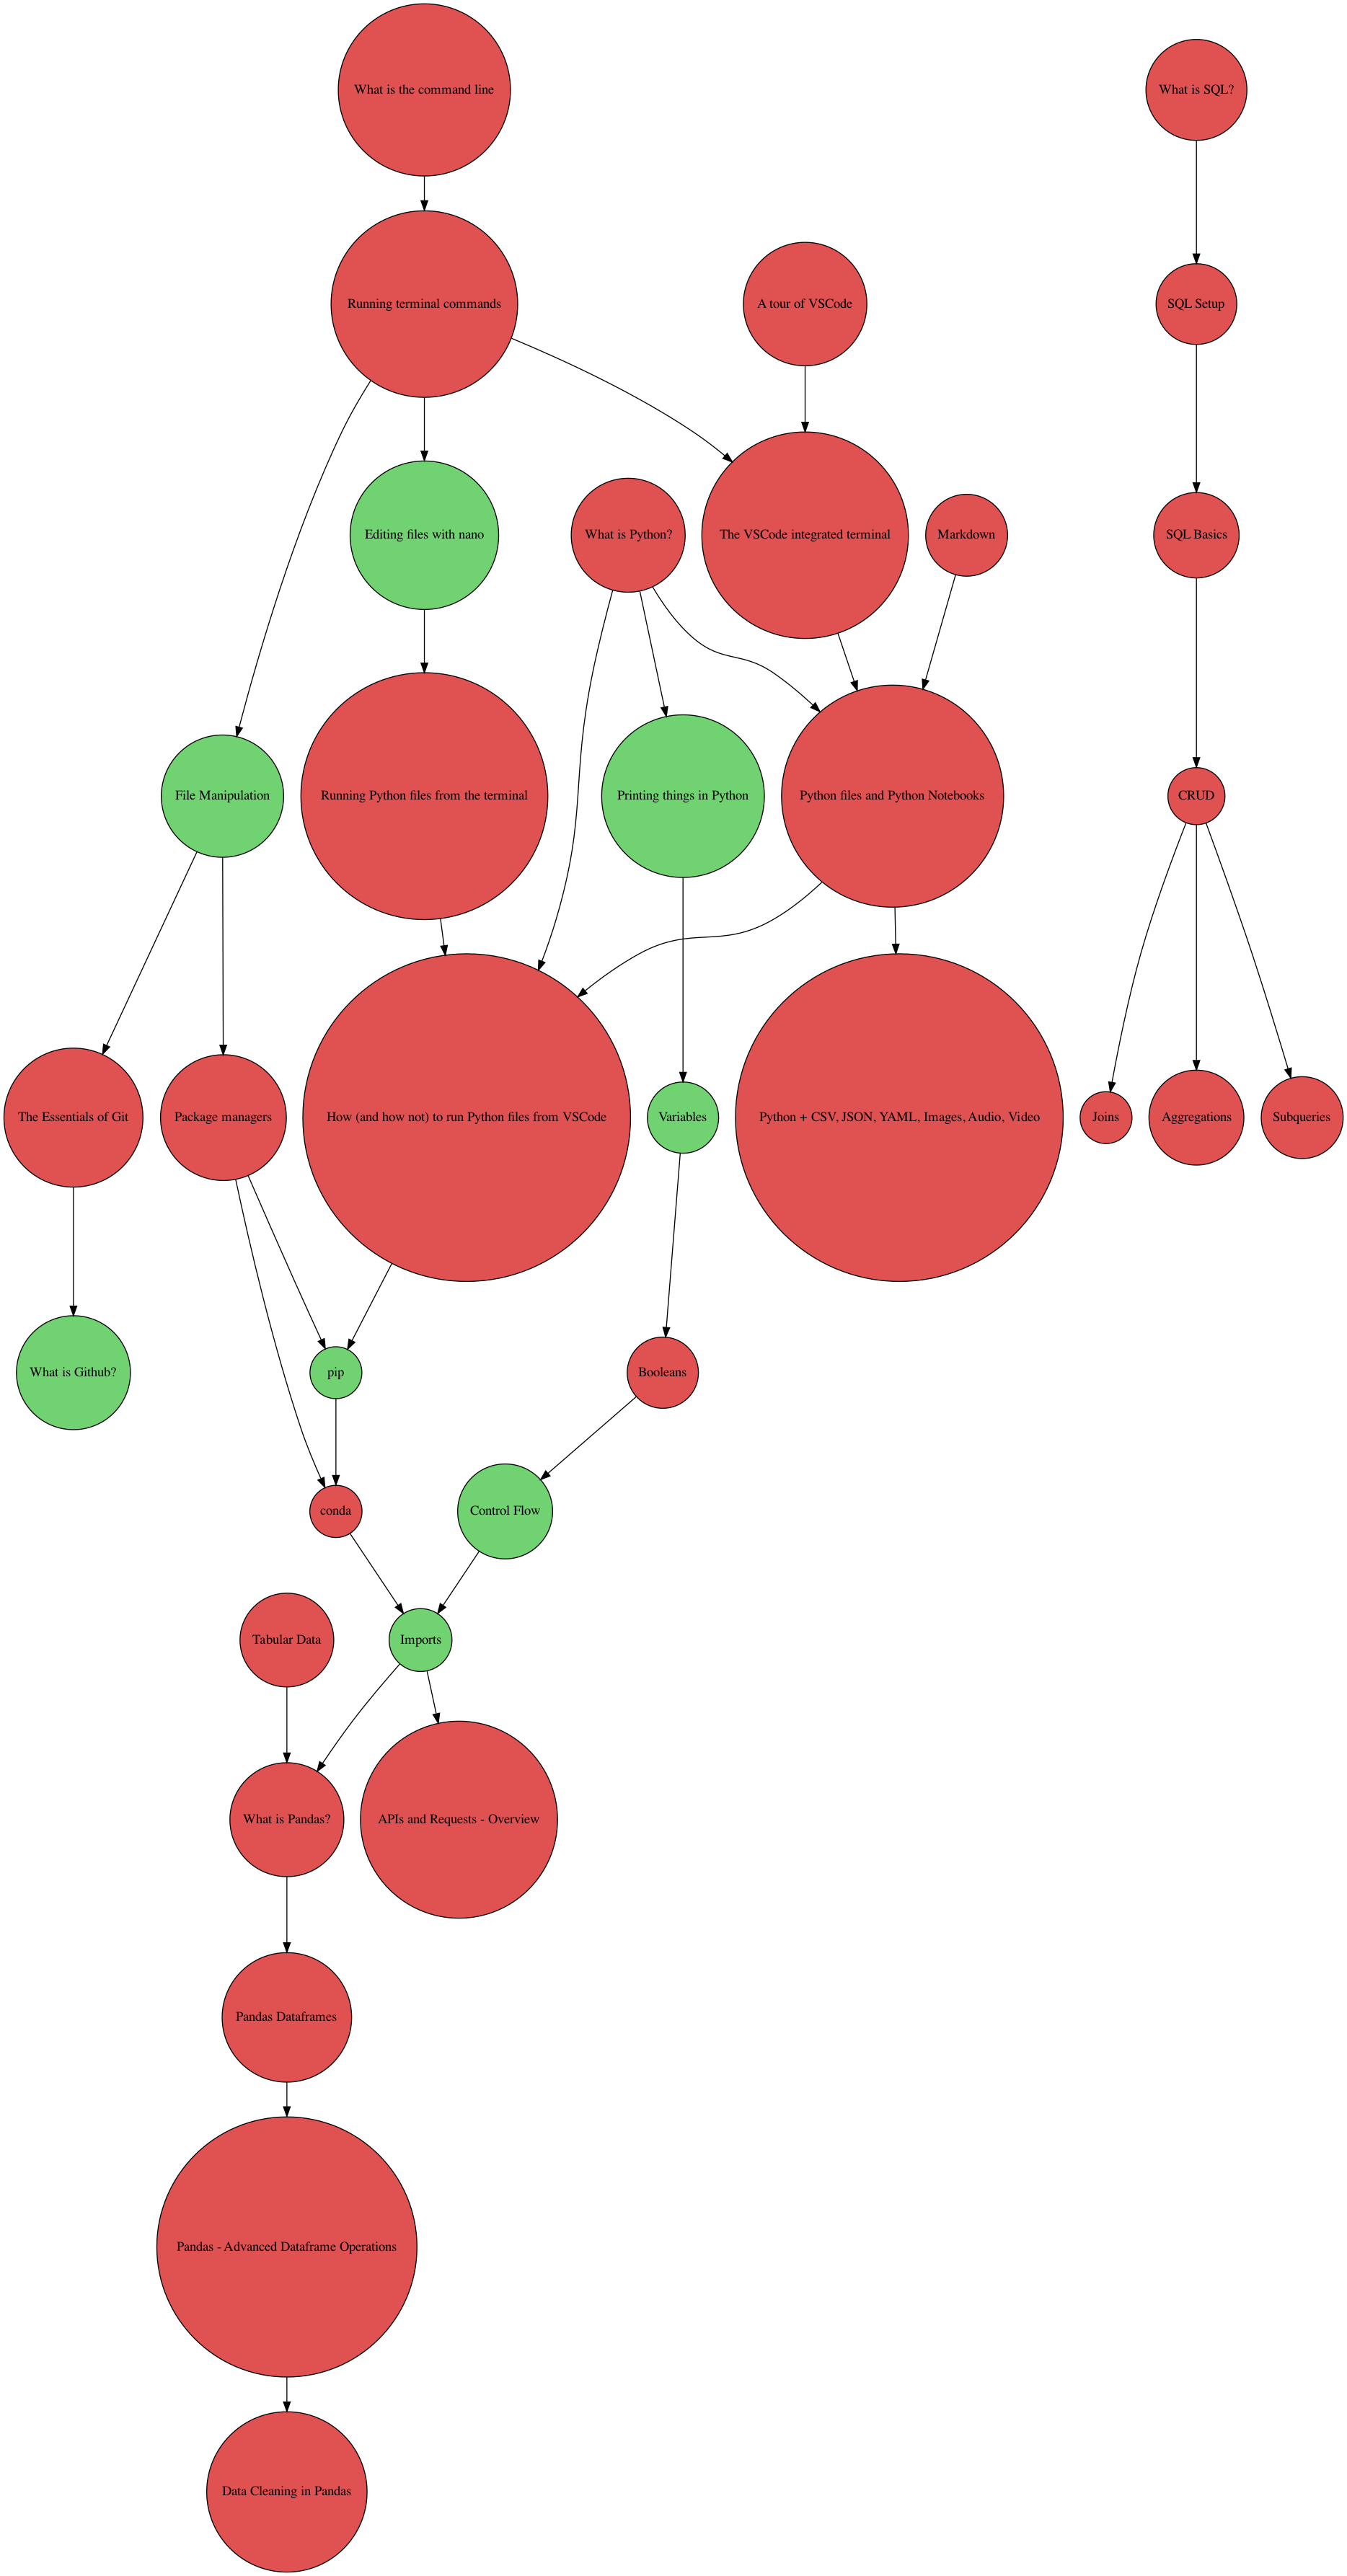 What is the command line
What is SQL?
Running terminal commands
A tour of VSCode
SQL Setup
Editing files with nano
What is Python?
The VSCode integrated terminal
Markdown
SQL Basics
File Manipulation
Running Python files from the terminal
Printing things in Python
Python files and Python Notebooks
CRUD
The Essentials of Git
Package managers
How (and how not) to run Python files from VSCode
Variables
Python + CSV, JSON, YAML, Images, Audio, Video
Joins
Aggregations
Subqueries
What is Github?
pip
Booleans
conda
Control Flow
Tabular Data
Imports
What is Pandas?
APIs and Requests - Overview
Pandas Dataframes
Pandas - Advanced Dataframe Operations
Data Cleaning in Pandas